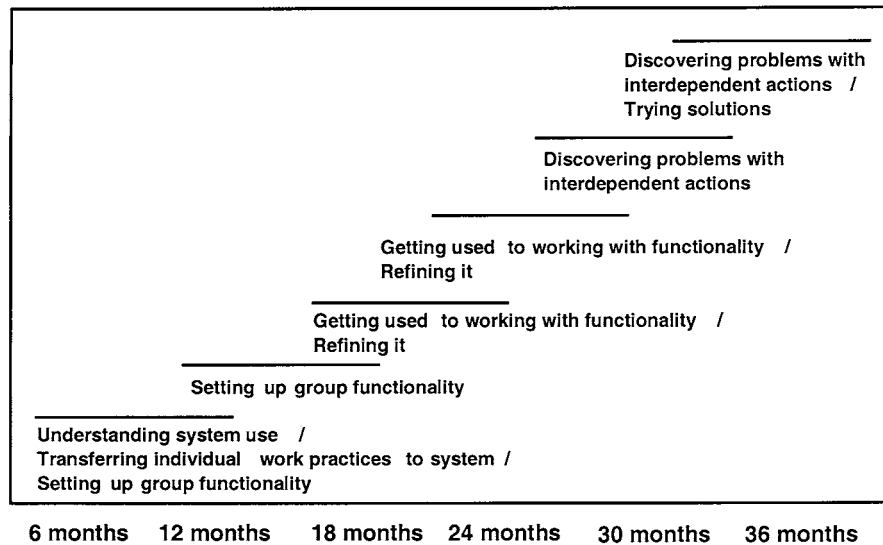 Discovering problems with
interdependent actions /
Trying solutions
Discovering problems with
interdependent actions
Getting used to working with functionality /
Refining it
Getting used to working with functionality /
Refining it
Setting up group functionality
Understanding system use /
Transferring individual work practices to system /
Setting up group functionality
6 months 12 months 18 months 24 months 30 months 36 months